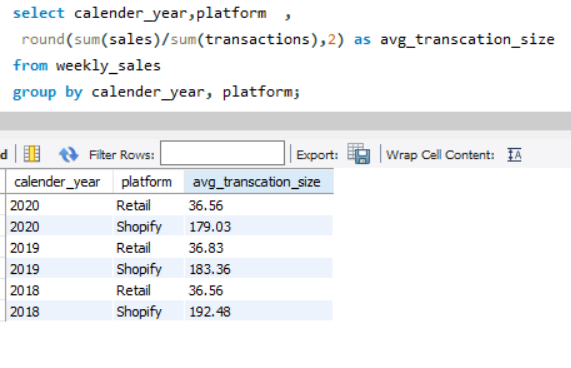 select calender_year,platform ,
round(sum(sales)/sum(transactions),2) as avg_transcation_size
from weekly_sales
group by calender_year, platform;
d Filter Rows: Export: Wrap Cell Content: IA
calender_year platform avg_transcation_size
2020 Retail 36.56
2020 Shopify 179.03
2019 Retail 36.83
2019 Shopify 183.36
2018 Retail 36.56
2018 Shopify 192.48